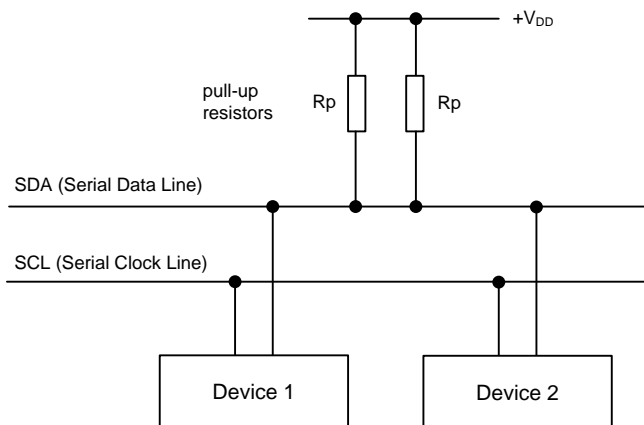 +VDD
pull-up
resistors
Rp
Rp
SDA (Serial Data Line)
SCL (Serial Clock Line)
Device 1
Device 2